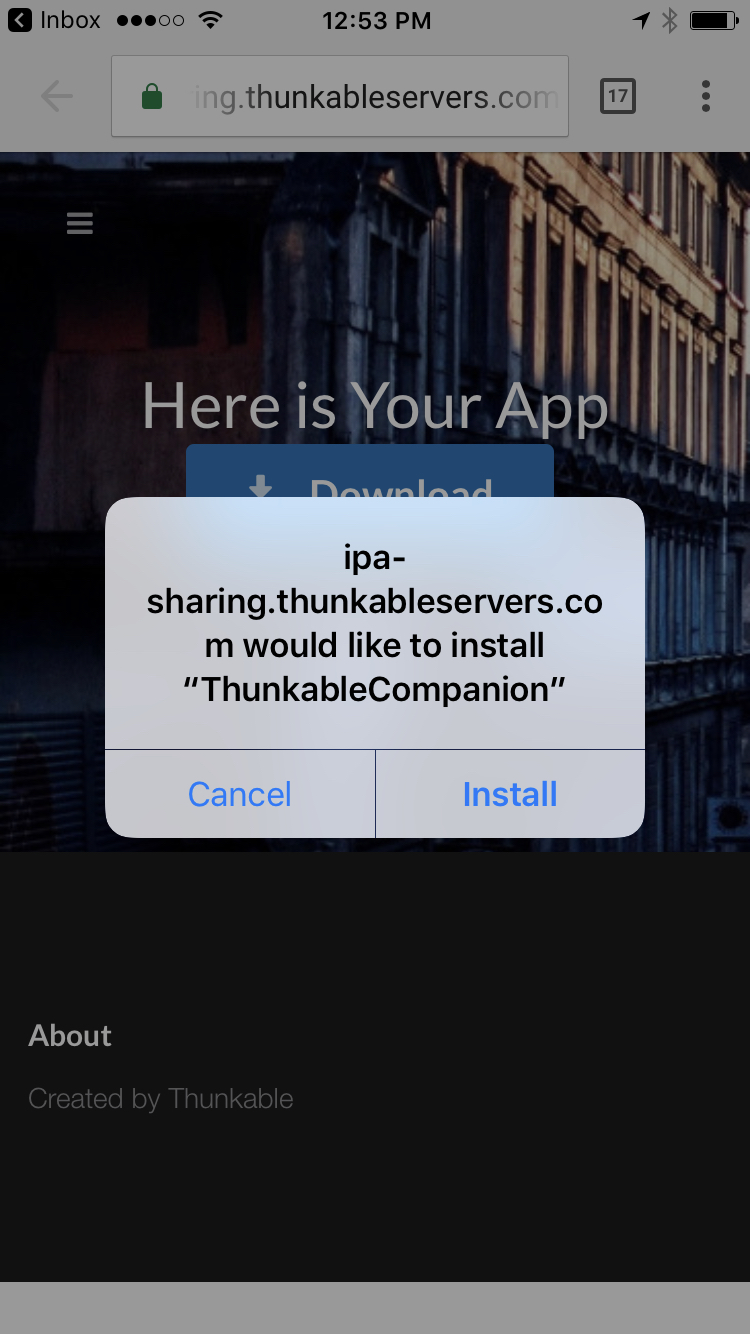 Inbox 12:53 PM
ing.thunkableservers.com 17
Here is Your App
Download
ipa-
sharing.thunkableservers.co
m would like to install
“ThunkableCompanion”
Cancel Install
About
Created by Thunkable